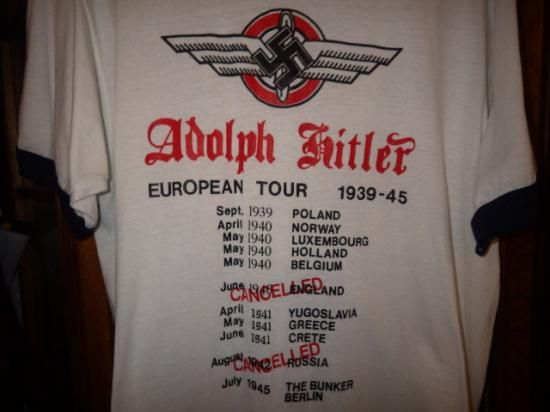 Adolph Hitler
EUROPEAN TOUR 1939-45
Sept. 1939 POLAND
April 1940 NORWAY
May 1940 LUXEMBOURG
May 1940 HOLLAND
May 1940 BELGIUM
June 1940 ENGLAND
CANCELLED
April 1941 YUGOSLAVIA
May 1941 GREECE
June 1941 CRETE
CANCELLED
August 1942 RUSSIA
July 1945 THE BUNKER
BERLIN